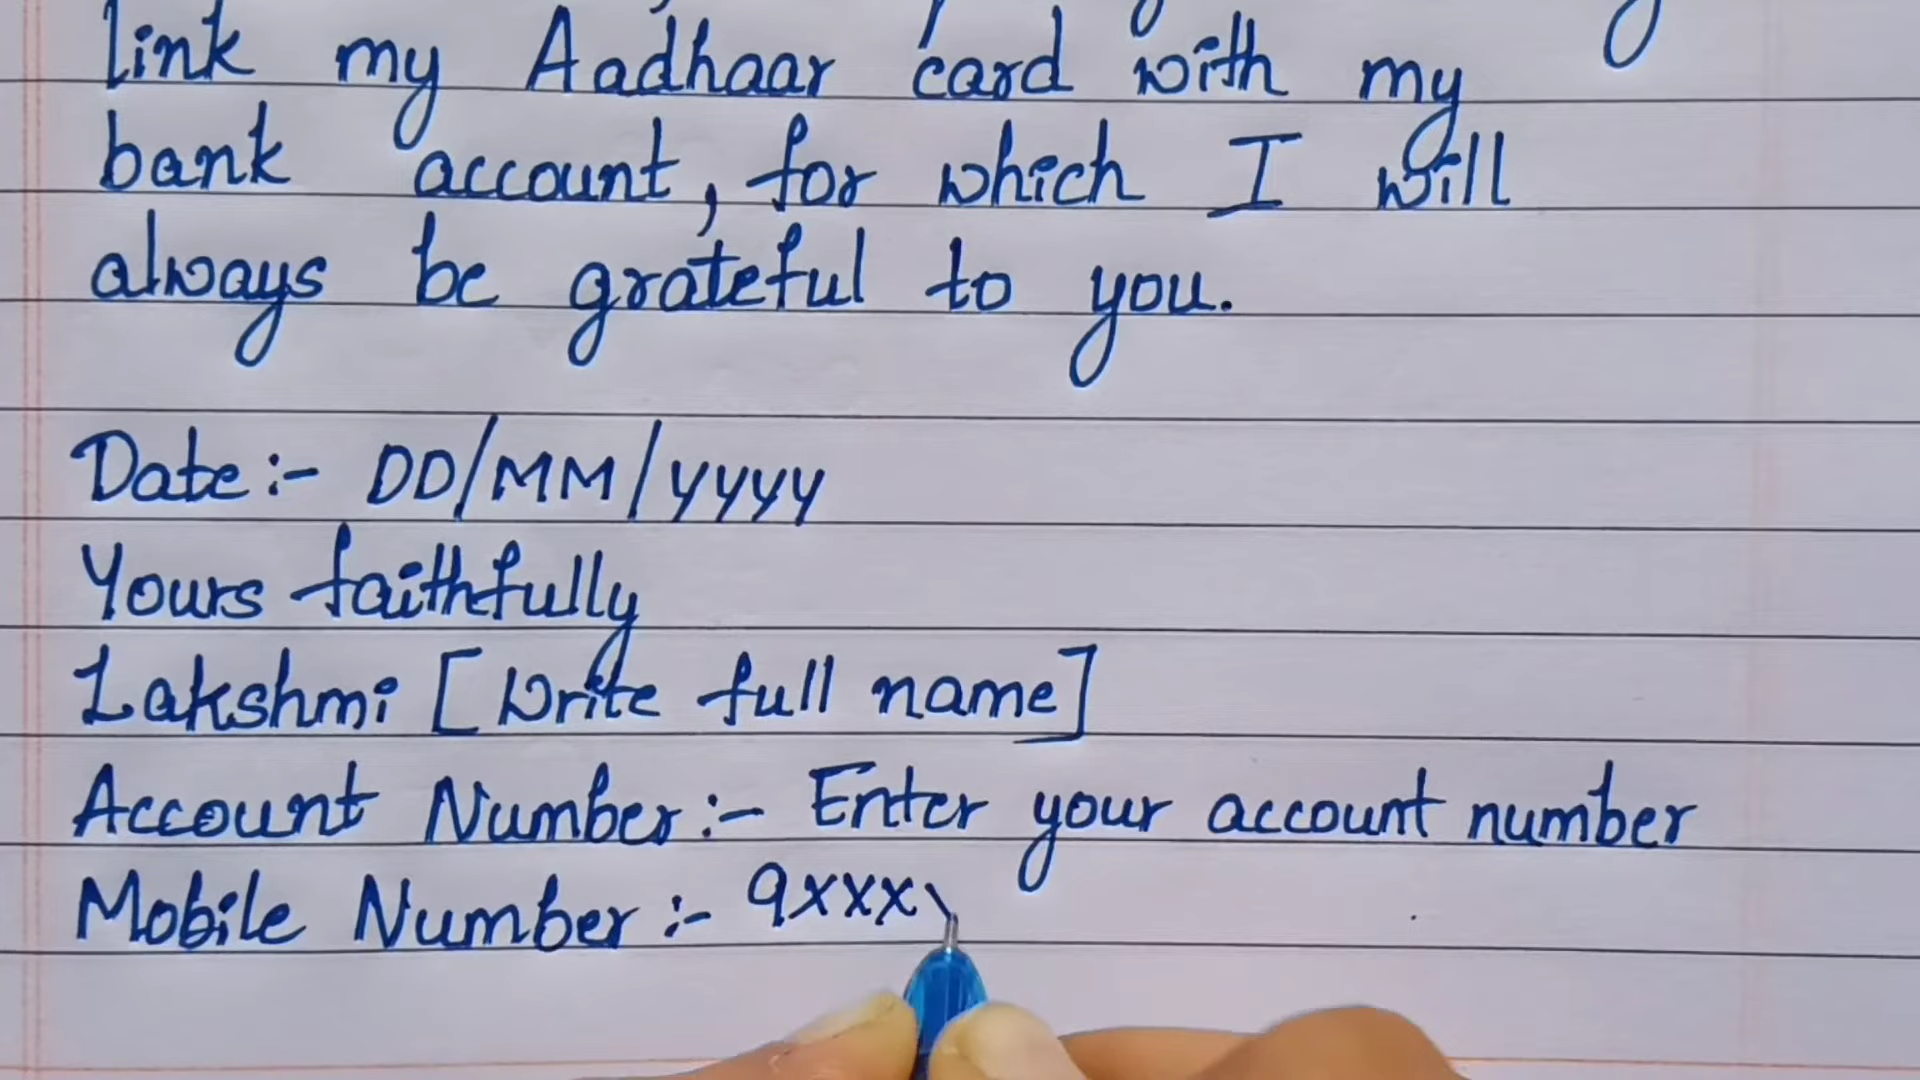 link my Aadhaar card with my
bank account, for which I will
always be grateful to you.
Date:- DD/MM/yyyy
Yours faithfully
Lakshmi [Write full name]
Account Number:- Enter your account number
Mobile Number:- 9xxx